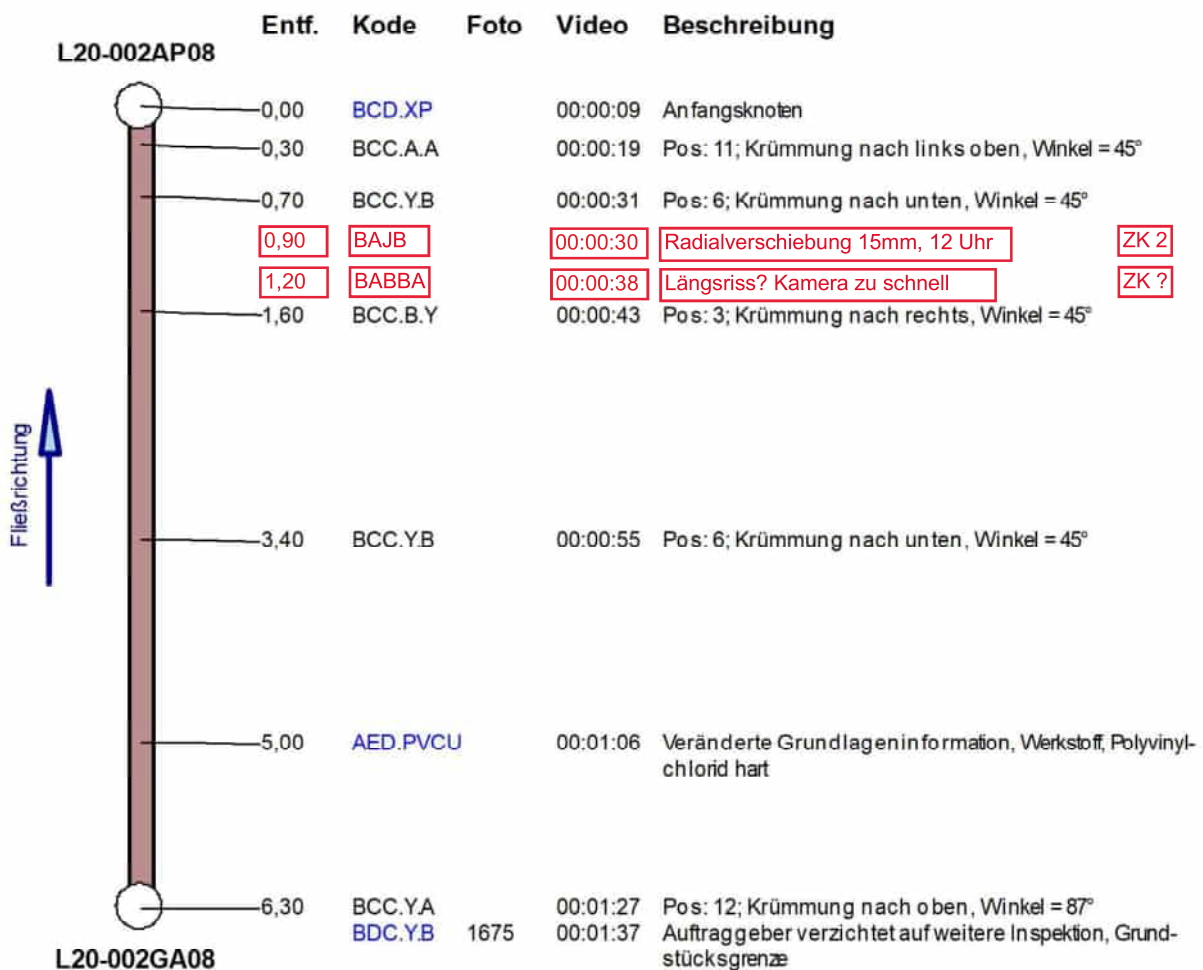 Entf. Kode Foto Video Beschreibung
L20-002AP08
0,00 BCD.XP 00:00:09 Anfangsknoten
0,30 BCC.A.A 00:00:19 Pos: 11; Krümmung nach links oben, Winkel = 45°
0,70 BCC.Y.B 00:00:31 Pos: 6; Krümmung nach unten, Winkel = 45°
0,90 BAJB 00:00:30 Radialverschiebung 15mm, 12 Uhr ZK 2
1,20 BABBA 00:00:38 Längsriss? Kamera zu schnell ZK ?
1,60 BCC.B.Y 00:00:43 Pos: 3; Krümmung nach rechts, Winkel = 45°
Fließrichtung
3,40 BCC.Y.B 00:00:55 Pos: 6; Krümmung nach unten, Winkel = 45°
5,00 AED.PVCU 00:01:06 Veränderte Grundlageninformation, Werkstoff, Polyvinyl-
chlorid hart
6,30 BCC.Y.A 00:01:27 Pos: 12; Krümmung nach oben, Winkel = 87°
BDC.Y.B 1675 00:01:37 Auftraggeber verzichtet auf weitere Inspektion, Grund-
stücksgrenze
L20-002GA08